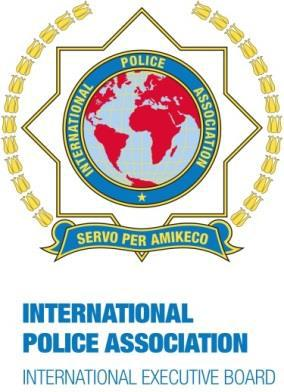 INTERNATIONAL POLICE ASSOCIATION
SERVO PER AMIKECO
INTERNATIONAL
POLICE ASSOCIATION
INTERNATIONAL EXECUTIVE BOARD